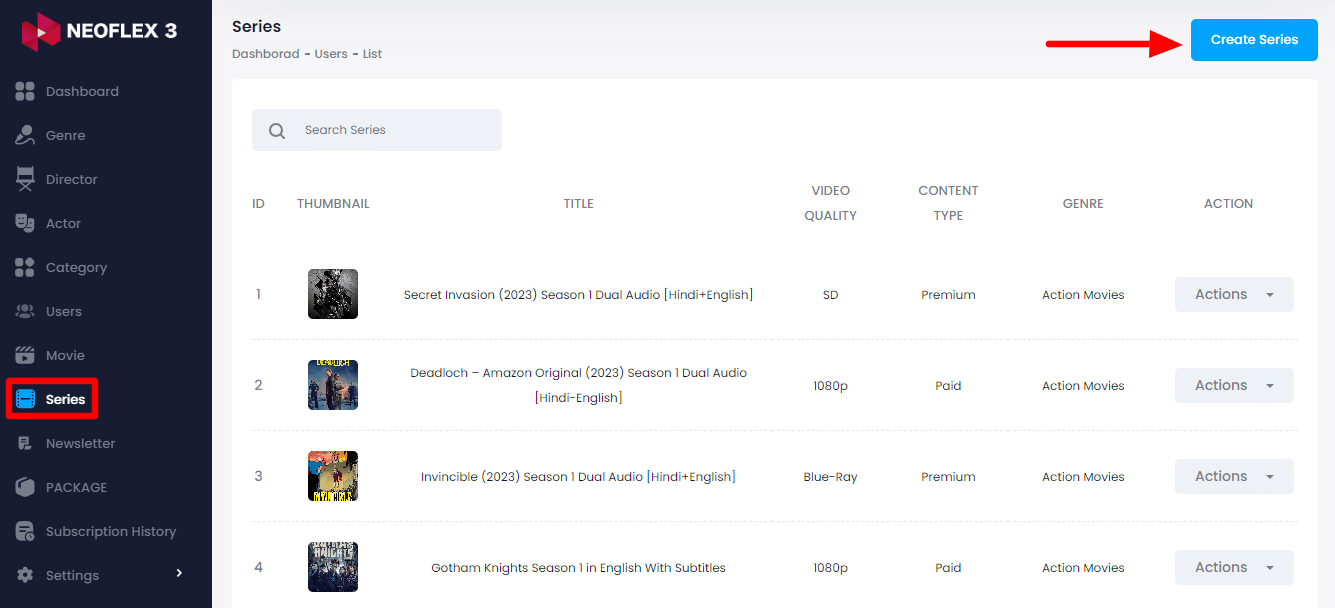 NEOFLEX 3
Dashboard
Genre
Director
Actor
Category
Users
Movie
Series
Newsletter
PACKAGE
Subscription History
Settings
Series
Dashborad - Users - List
Create Series
Search Series
ID THUMBNAIL TITLE VIDEO QUALITY CONTENT TYPE GENRE ACTION
1 Secret Invasion (2023) Season 1 Dual Audio [Hindi+English] SD Premium Action Movies Actions
2 Deadloch – Amazon Original (2023) Season 1 Dual Audio
[Hindi-English] 1080p Paid Action Movies Actions
3 Invincible (2023) Season 1 Dual Audio [Hindi+English] Blue-Ray Premium Action Movies Actions
4 Gotham Knights Season 1 in English With Subtitles 1080p Paid Action Movies Actions